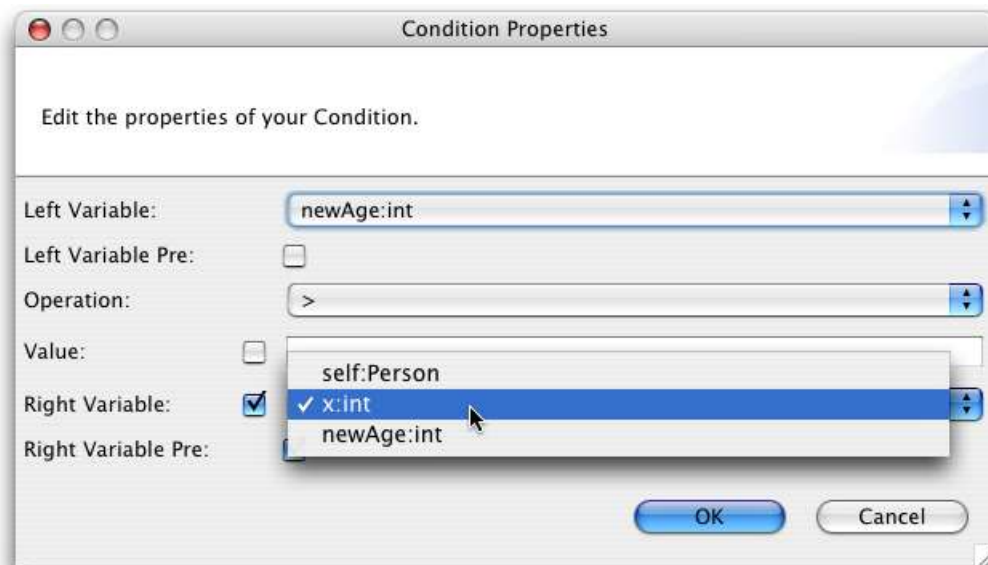 Condition Properties
Edit the properties of your Condition.
Left Variable: newAge:int
Left Variable Pre:
Operation: >
Value:
self:Person
Right Variable: ✓ x:int
newAge:int
Right Variable Pre:
OK Cancel